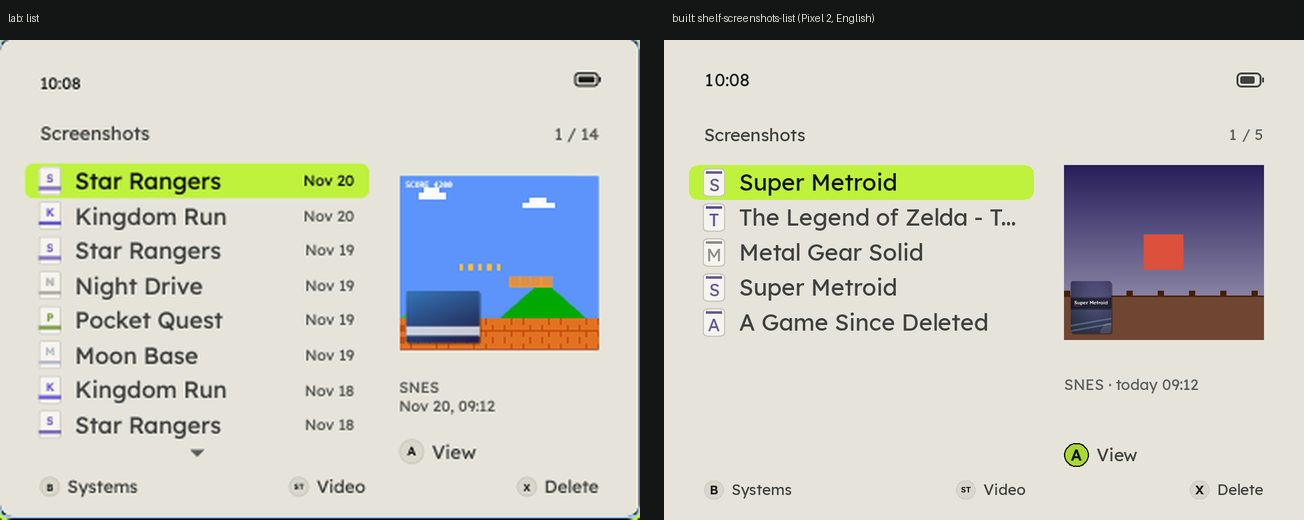 lab: list
10:08
Screenshots
1 / 14
S Star Rangers Nov 20
K Kingdom Run Nov 20
S Star Rangers Nov 19
N Night Drive Nov 19
P Pocket Quest Nov 19
M Moon Base Nov 19
K Kingdom Run Nov 18
S Star Rangers Nov 18
SCORE 4200
SNES
Nov 20, 09:12
A View
B Systems
ST Video
X Delete
built: shelf-screenshots-list (Pixel 2, English)
10:08
Screenshots
1 / 5
S Super Metroid
T The Legend of Zelda - T...
M Metal Gear Solid
S Super Metroid
A A Game Since Deleted
Super Metroid
SNES · today 09:12
A View
B Systems
ST Video
X Delete